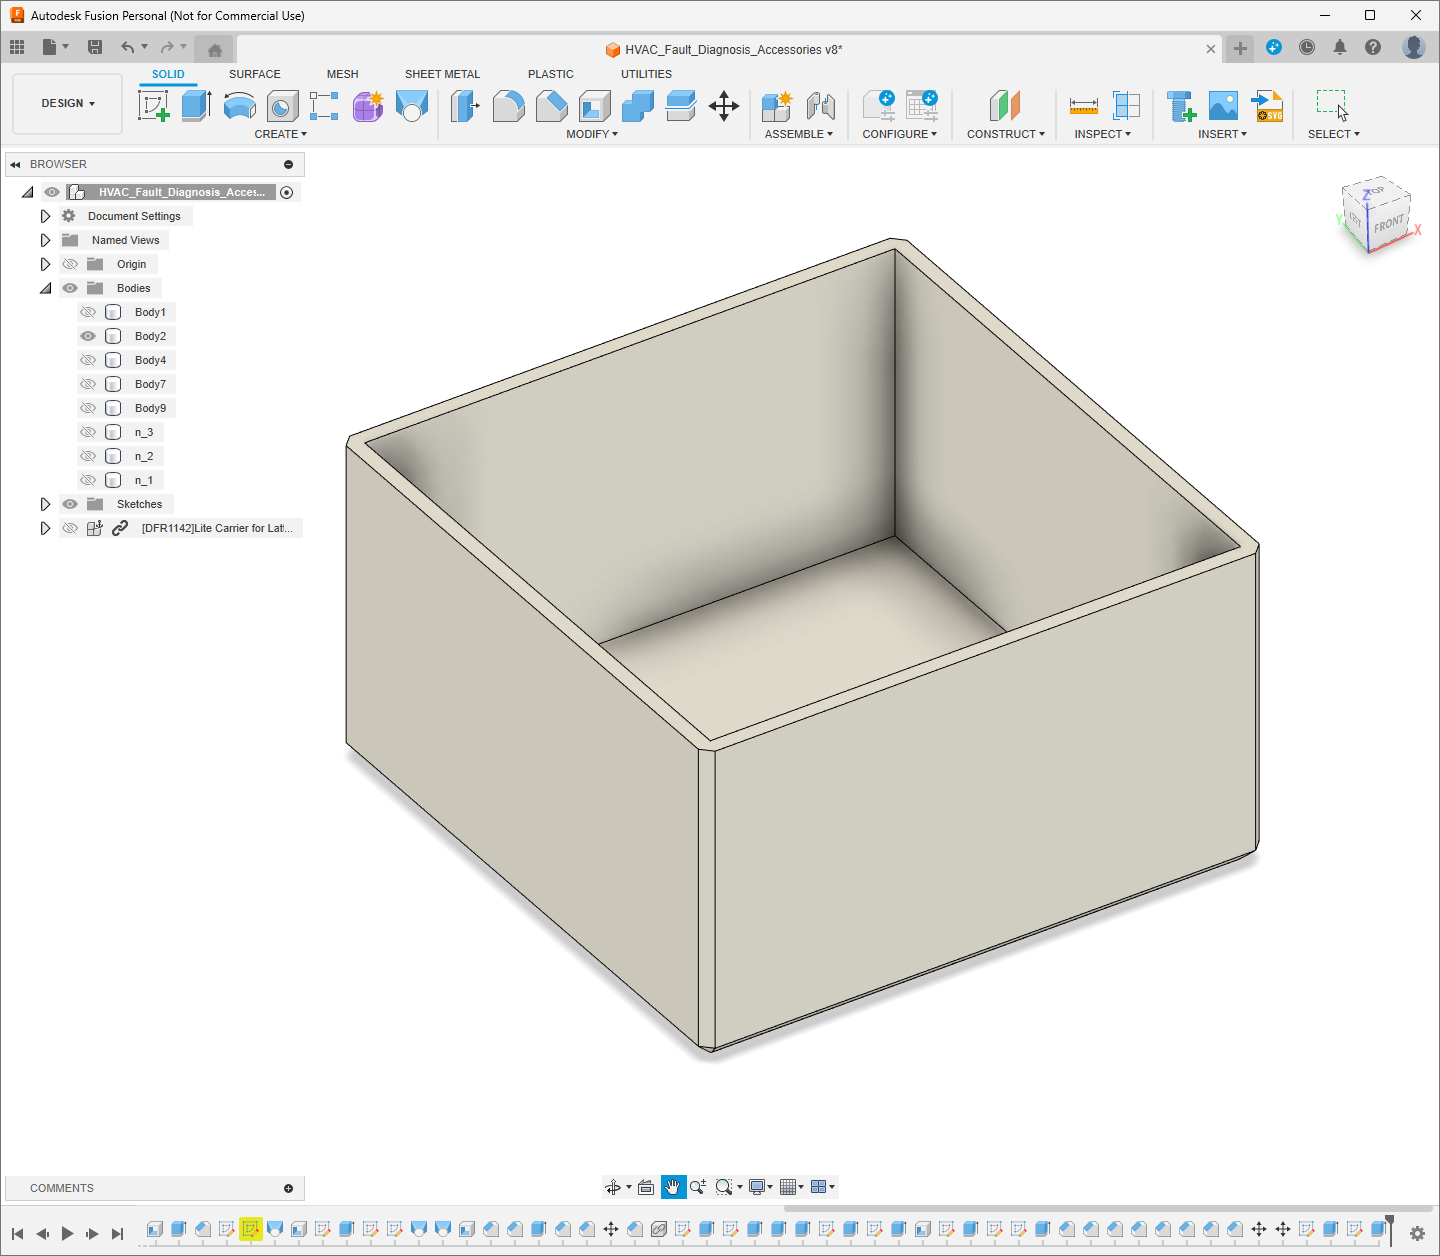 Autodesk Fusion Personal (Not for Commercial Use)
HVAC_Fault_Diagnosis_Accessories v8*
SOLID SURFACE MESH SHEET METAL PLASTIC UTILITIES
DESIGN
CREATE MODIFY ASSEMBLE CONFIGURE CONSTRUCT INSPECT INSERT SELECT
SVG
BROWSER
HVAC_Fault_Diagnosis_Acces...
Document Settings
Named Views
Origin
Bodies
Body1
Body2
Body4
Body7
Body9
n_3
n_2
n_1
Sketches
[DFR1142]Lite Carrier for Latt...
TOP
Z
Y
LEFT
FRONT
X
COMMENTS